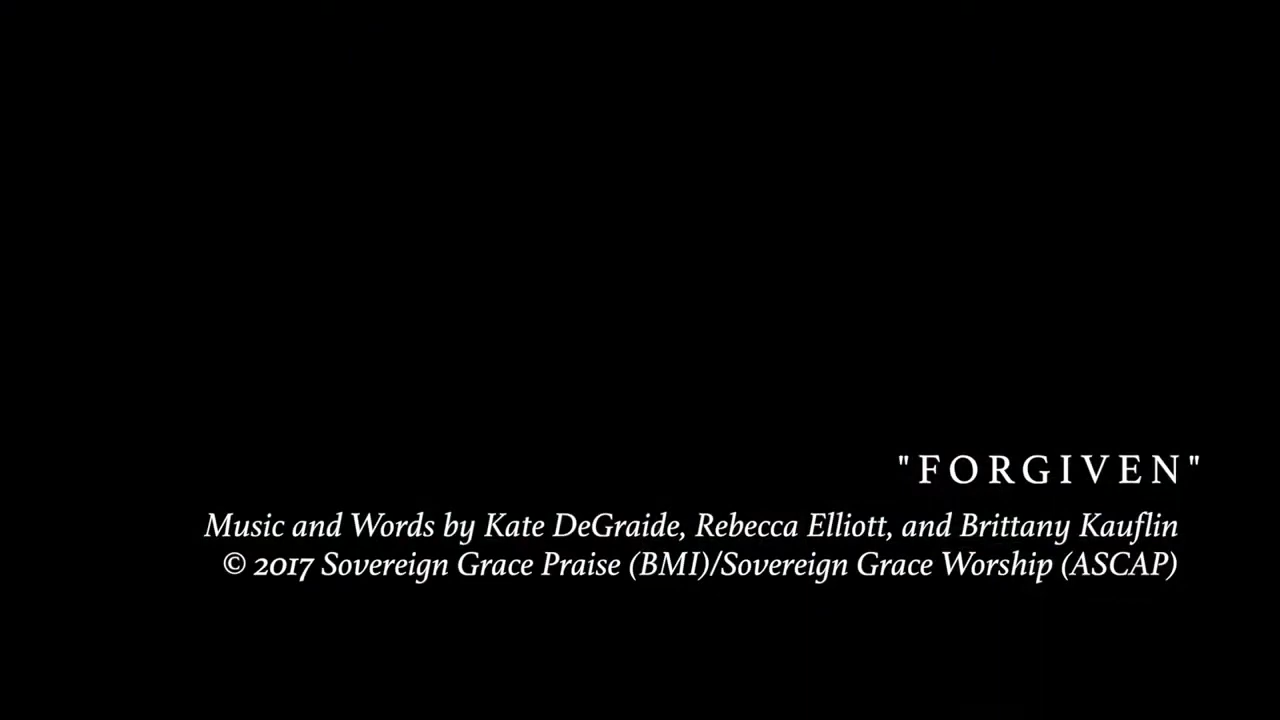 "FORGIVEN"
Music and Words by Kate DeGraide, Rebecca Elliott, and Brittany Kauflin
© 2017 Sovereign Grace Praise (BMI)/Sovereign Grace Worship (ASCAP)